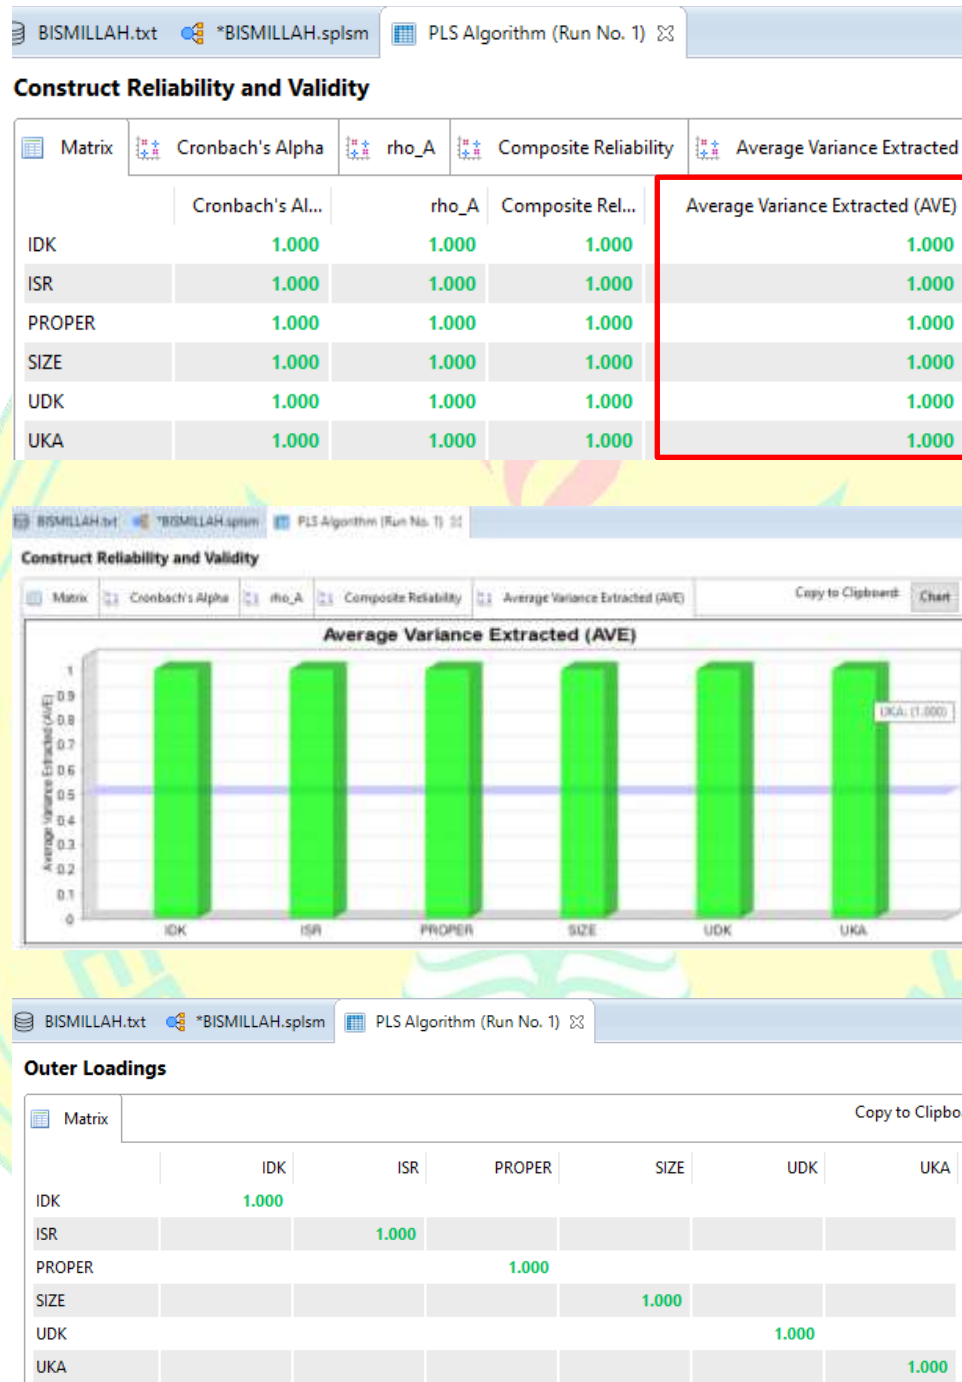 BISMILLAH.txt *BISMILLAH.splsm PLS Algorithm (Run No. 1)
Construct Reliability and Validity
Matrix Cronbach's Alpha rho_A Composite Reliability Average Variance Extracted
Cronbach's Al... rho_A Composite Rel... Average Variance Extracted (AVE)
IDK 1.000 1.000 1.000 1.000
ISR 1.000 1.000 1.000 1.000
PROPER 1.000 1.000 1.000 1.000
SIZE 1.000 1.000 1.000 1.000
UDK 1.000 1.000 1.000 1.000
UKA 1.000 1.000 1.000 1.000
BISMILLAH.txt *BISMILLAH.splsm PLS Algorithm (Run No. 1)
Construct Reliability and Validity
Matrix Cronbach's Alpha rho_A Composite Reliability Average Variance Extracted (AVE) Copy to Clipboard: Chart
Average Variance Extracted (AVE)
Average Variance Extracted (AVE)
1
0.9
0.8
0.7
0.6
0.5
0.4
0.3
0.2
0.1
0
UKA: (1.000)
IDK ISR PROPER SIZE UDK UKA
BISMILLAH.txt *BISMILLAH.splsm PLS Algorithm (Run No. 1)
Outer Loadings
Matrix Copy to Clipbo
IDK ISR PROPER SIZE UDK UKA
IDK 1.000
ISR 1.000
PROPER 1.000
SIZE 1.000
UDK 1.000
UKA 1.000